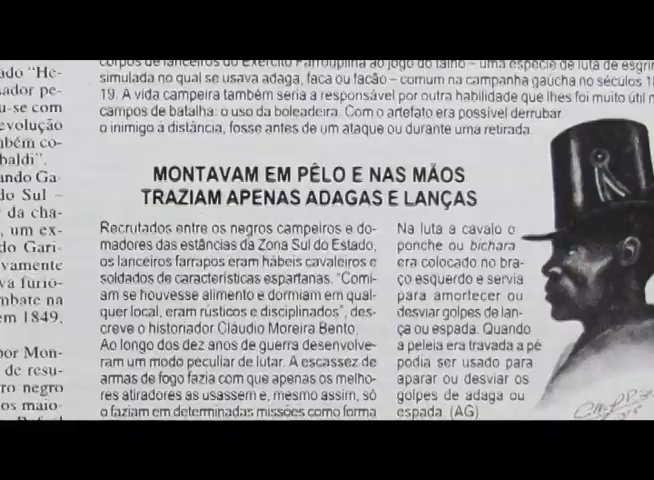 ado "He-
sador pe-
u-se com
evolução
mbém co-
baldi".
ando Ga-
do Sul –
da cha-
, um ex-
do Gari-
vamente
va furio-
mbate na
em 1849,
por Mon-
de resu-
ro negro
os maio-
corpos de lanceiros do Exército Farroupilha ao jogo do talho – uma espécie de luta de esgri
simulada no qual se usava adaga, faca ou facão – comum na campanha gaúcha no séculos 18
19. A vida campeira também seria a responsável por outra habilidade que lhes foi muito útil n
campos de batalha: o uso da boleadeira. Com o artefato era possível derrubar
o inimigo á distância, fosse antes de um ataque ou durante uma retirada.
MONTAVAM EM PÊLO E NAS MÃOS
TRAZIAM APENAS ADAGAS E LANÇAS
Recrutados entre os negros campeiros e do-
madores das estâncias da Zona Sul do Estado,
os lanceiros farrapos eram hábeis cavaleiros e
soldados de características espartanas. "Comi-
am se houvesse alimento e dormiam em qual-
quer local, eram rústicos e disciplinados", des-
creve o historiador Cláudio Moreira Bento.
Ao longo dos dez anos de guerra desenvolve-
ram um modo peculiar de lutar. A escassez de
armas de fogo fazia com que apenas os melho-
res atiradores as usassem e, mesmo assim, só
o faziam em determinadas missões como forma
Na luta a cavalo o
ponche ou bichara
era colocado no bra-
ço esquerdo e servia
para amortecer ou
desviar golpes de lan-
ça ou espada. Quando
a peleia era travada a pé
podia ser usado para
aparar ou desviar os
golpes de adaga ou
espada. (AG)